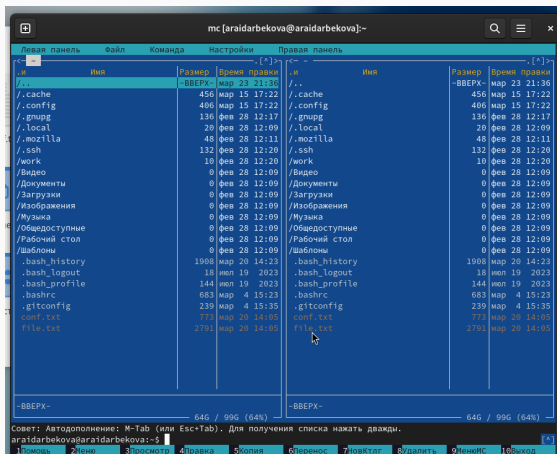 mc [araidarbekova@araidarbekova]:~
Левая панель Файл Команда Настройки Правая панель
<- ~ .[^]> <- ~ .[^]>
.и Имя Размер Время правки .и Имя Размер Время правки
/.. -ВВЕРХ- мар 23 21:36 /.. -ВВЕРХ- мар 23 21:36
/.cache 456 мар 15 17:22 /.cache 456 мар 15 17:22
/.config 406 мар 15 17:22 /.config 406 мар 15 17:22
/.gnupg 136 фев 28 12:17 /.gnupg 136 фев 28 12:17
/.local 20 фев 28 12:09 /.local 20 фев 28 12:09
/.mozilla 48 фев 28 12:11 /.mozilla 48 фев 28 12:11
/.ssh 132 фев 28 12:20 /.ssh 132 фев 28 12:20
/work 10 фев 28 12:20 /work 10 фев 28 12:20
/Видео 0 фев 28 12:09 /Видео 0 фев 28 12:09
/Документы 0 фев 28 12:09 /Документы 0 фев 28 12:09
/Загрузки 0 фев 28 12:09 /Загрузки 0 фев 28 12:09
/Изображения 0 фев 28 12:09 /Изображения 0 фев 28 12:09
/Музыка 0 фев 28 12:09 /Музыка 0 фев 28 12:09
/Общедоступные 0 фев 28 12:09 /Общедоступные 0 фев 28 12:09
/Рабочий стол 0 фев 28 12:09 /Рабочий стол 0 фев 28 12:09
/Шаблоны 0 фев 28 12:09 /Шаблоны 0 фев 28 12:09
.bash_history 1908 мар 20 14:23 .bash_history 1908 мар 20 14:23
.bash_logout 18 июл 19 2023 .bash_logout 18 июл 19 2023
.bash_profile 144 июл 19 2023 .bash_profile 144 июл 19 2023
.bashrc 683 мар 4 15:23 .bashrc 683 мар 4 15:23
.gitconfig 239 мар 4 15:35 .gitconfig 239 мар 4 15:35
conf.txt 773 мар 20 14:05 conf.txt 773 мар 20 14:05
file.txt 2791 мар 20 14:05 file.txt 2791 мар 20 14:05
-ВВЕРХ- -ВВЕРХ-
64G / 99G (64%) 64G / 99G (64%)
Совет: Автодополнение: M-Tab (или Esc+Tab). Для получения списка нажать дважды.
araidarbekova@araidarbekova:~$ [^]
1Помощь 2Меню 3Просмотр 4Правка 5Копия 6Перенос 7НовКтлг 8Удалить 9МенюMC 10Выход